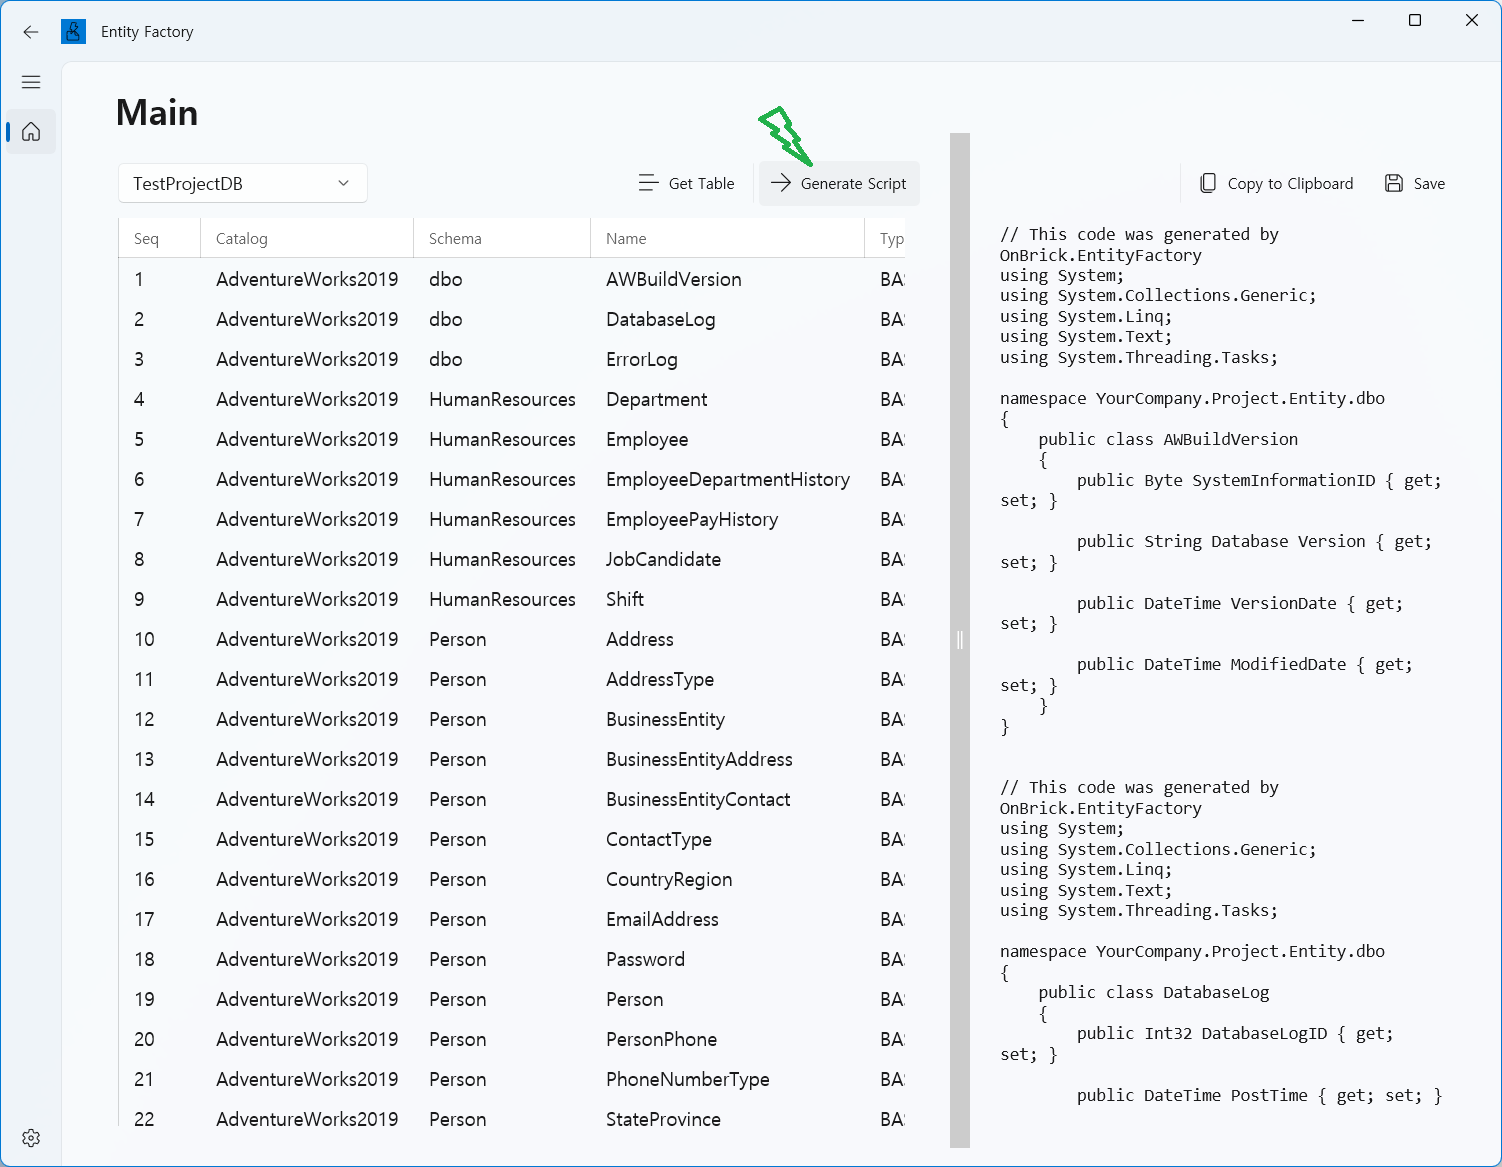 Entity Factory
Main
TestProjectDB
Get Table
Generate Script
Copy to Clipboard
Save
Seq Catalog Schema Name Typ
1 AdventureWorks2019 dbo AWBuildVersion BA
2 AdventureWorks2019 dbo DatabaseLog BA
3 AdventureWorks2019 dbo ErrorLog BA
4 AdventureWorks2019 HumanResources Department BA
5 AdventureWorks2019 HumanResources Employee BA
6 AdventureWorks2019 HumanResources EmployeeDepartmentHistory BA
7 AdventureWorks2019 HumanResources EmployeePayHistory BA
8 AdventureWorks2019 HumanResources JobCandidate BA
9 AdventureWorks2019 HumanResources Shift BA
10 AdventureWorks2019 Person Address BA
11 AdventureWorks2019 Person AddressType BA
12 AdventureWorks2019 Person BusinessEntity BA
13 AdventureWorks2019 Person BusinessEntityAddress BA
14 AdventureWorks2019 Person BusinessEntityContact BA
15 AdventureWorks2019 Person ContactType BA
16 AdventureWorks2019 Person CountryRegion BA
17 AdventureWorks2019 Person EmailAddress BA
18 AdventureWorks2019 Person Password BA
19 AdventureWorks2019 Person Person BA
20 AdventureWorks2019 Person PersonPhone BA
21 AdventureWorks2019 Person PhoneNumberType BA
22 AdventureWorks2019 Person StateProvince BA
// This code was generated by
OnBrick.EntityFactory
using System;
using System.Collections.Generic;
using System.Linq;
using System.Text;
using System.Threading.Tasks;
namespace YourCompany.Project.Entity.dbo
{
public class AWBuildVersion
{
public Byte SystemInformationID { get;
set; }
public String Database Version { get;
set; }
public DateTime VersionDate { get;
set; }
public DateTime ModifiedDate { get;
set; }
}
}
// This code was generated by
OnBrick.EntityFactory
using System;
using System.Collections.Generic;
using System.Linq;
using System.Text;
using System.Threading.Tasks;
namespace YourCompany.Project.Entity.dbo
{
public class DatabaseLog
{
public Int32 DatabaseLogID { get;
set; }
public DateTime PostTime { get; set; }